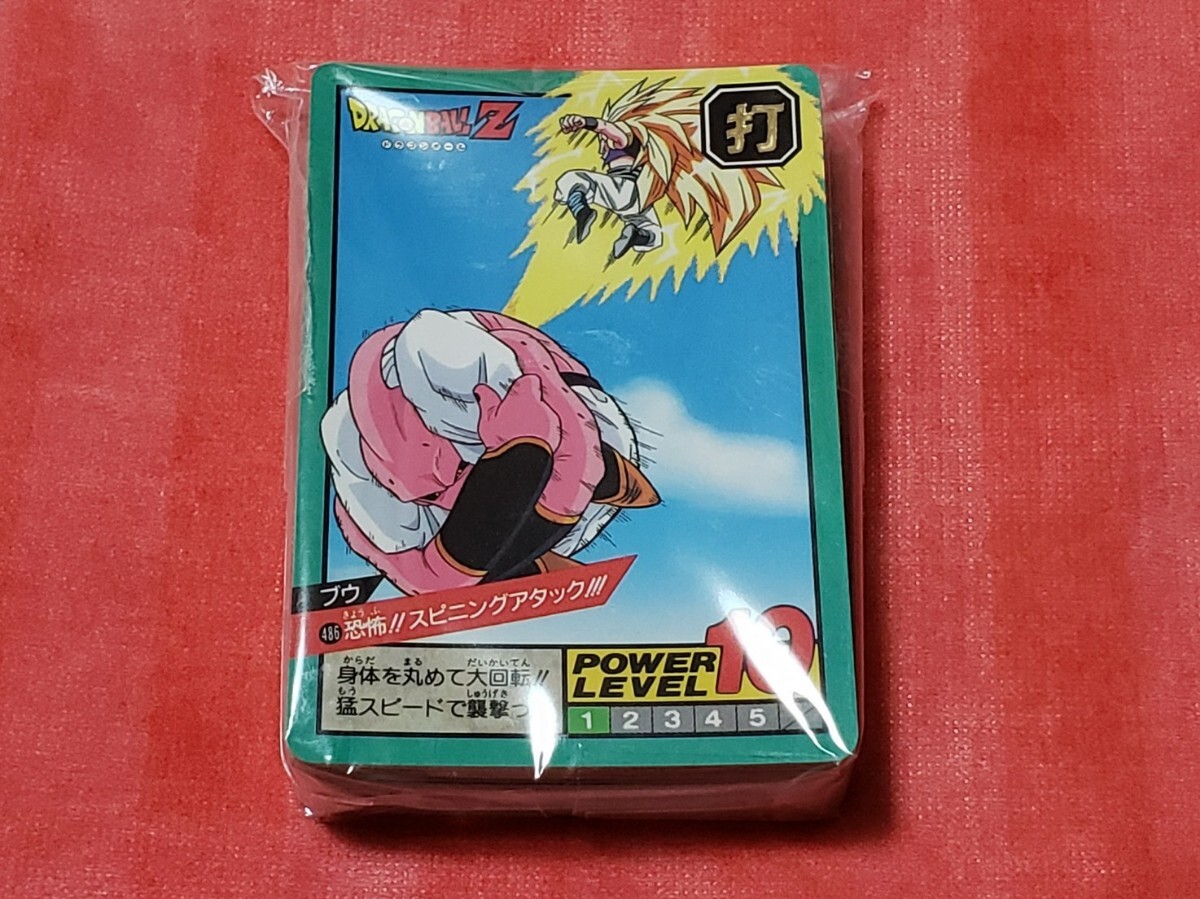 DRAGON BALL Z
ドラゴンボール
打
ブウ
486 恐怖!!スピニングアタック!!!
きょうふ
からだ まる だいかいてん
身体を丸めて大回転!!
もう しゅうげき
猛スピードで襲撃っ
POWER
LEVEL
1 2 3 4 5